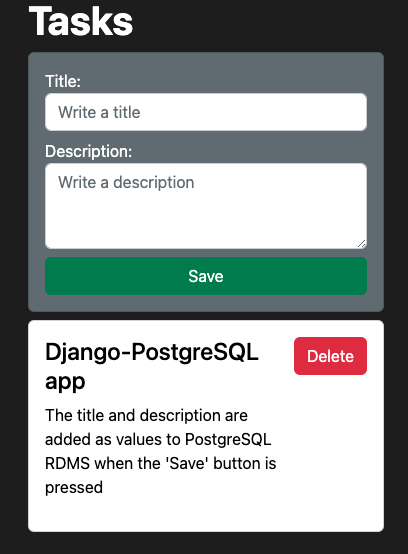 Tasks
Title:
Write a title
Description:
Write a description
Save
Django-PostgreSQL
app
Delete
The title and description are
added as values to PostgreSQL
RDMS when the 'Save' button is
pressed